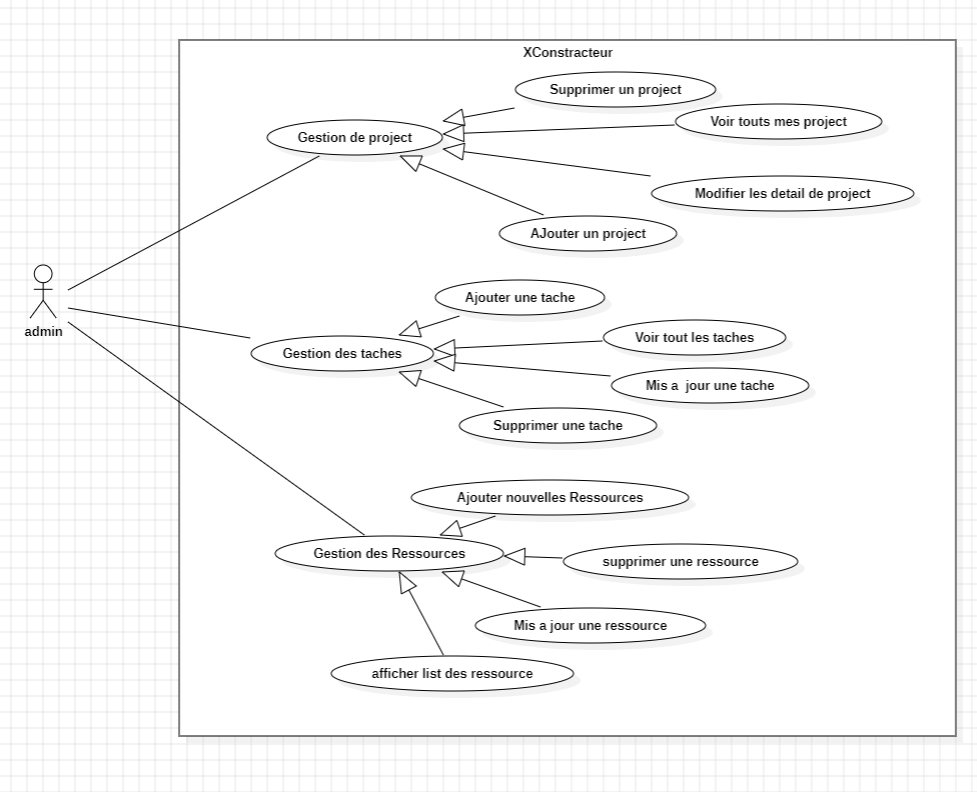 XConstracteur
Supprimer un project
Voir touts mes project
Gestion de project
Modifier les detail de project
AJouter un project
admin
Ajouter une tache
Voir tout les taches
Gestion des taches
Mis a  jour une tache
Supprimer une tache
Ajouter nouvelles Ressources
Gestion des Ressources
supprimer une ressource
Mis a jour une ressource
afficher list des ressource